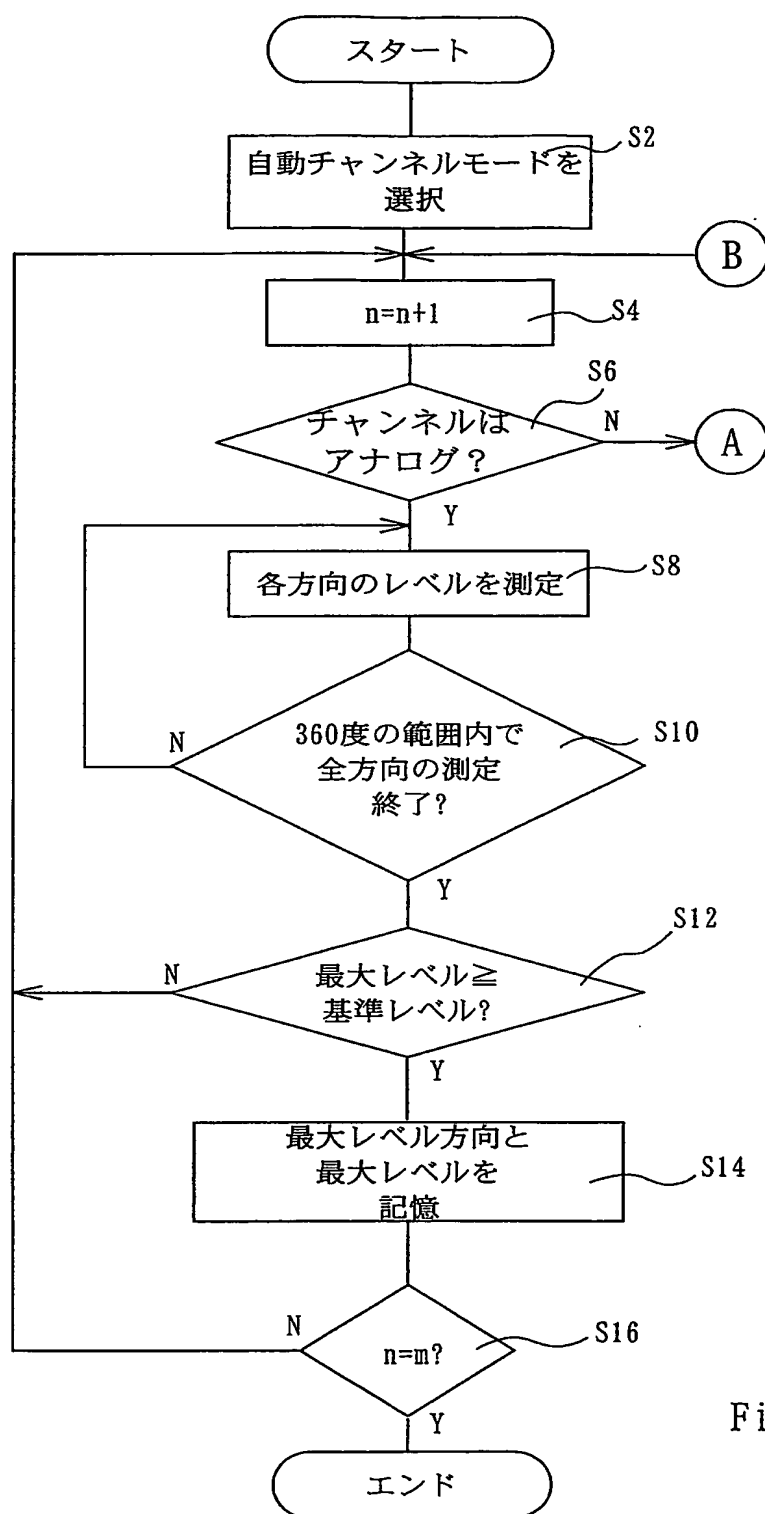 スタート
S2
自動チャンネルモードを
選択
B
n=n+1
S4
S6
チャンネルは
アナログ？
N
A
Y
各方向のレベルを測定
S8
N
360度の範囲内で
全方向の測定
終了?
S10
Y
S12
N
最大レベル≧
基準レベル?
Y
最大レベル方向と
最大レベルを
記憶
S14
N
n=m?
S16
Y
Fi
エンド